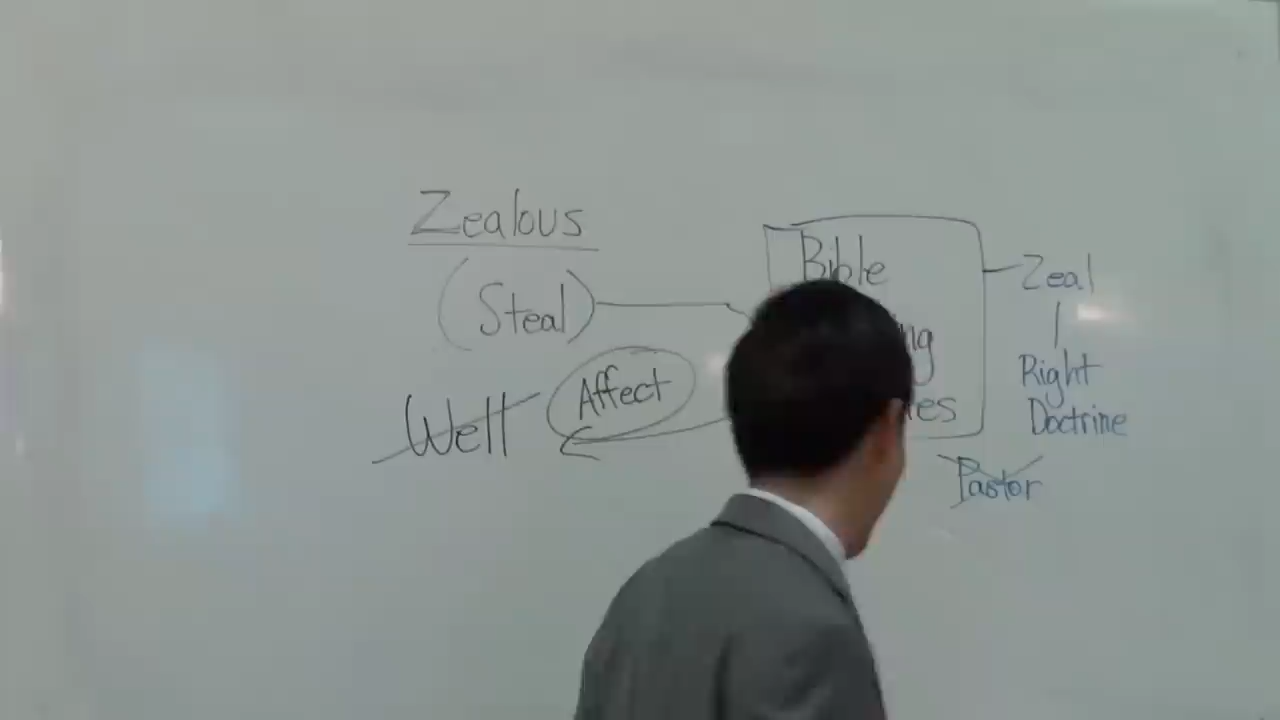 Zealous
(Steal)
Well
Affect
Bible
Zeal
Right
Doctrine
Pastor